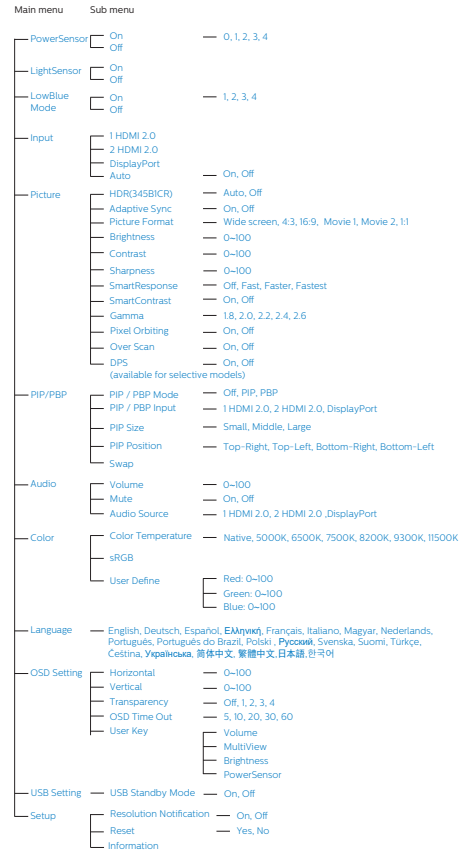 Main menu Sub menu
PowerSensor On 0, 1, 2, 3, 4
Off
LightSensor On
Off
LowBlue Mode On 1, 2, 3, 4
Off
Input 1 HDMI 2.0
2 HDMI 2.0
DisplayPort
Auto On, Off
Picture HDR(345B1CR) Auto, Off
Adaptive Sync On, Off
Picture Format Wide screen, 4:3, 16:9, Movie 1, Movie 2, 1:1
Brightness 0~100
Contrast 0~100
Sharpness 0~100
SmartResponse Off, Fast, Faster, Fastest
SmartContrast On, Off
Gamma 1.8, 2.0, 2.2, 2.4, 2.6
Pixel Orbiting On, Off
Over Scan On, Off
DPS On, Off
(available for selective models)
PIP/PBP PIP / PBP Mode Off, PIP, PBP
PIP / PBP Input 1 HDMI 2.0, 2 HDMI 2.0, DisplayPort
PIP Size Small, Middle, Large
PIP Position Top-Right, Top-Left, Bottom-Right, Bottom-Left
Swap
Audio Volume 0~100
Mute On, Off
Audio Source 1 HDMI 2.0, 2 HDMI 2.0 ,DisplayPort
Color Color Temperature Native, 5000K, 6500K, 7500K, 8200K, 9300K, 11500K
sRGB
User Define Red: 0~100
Green: 0~100
Blue: 0~100
Language English, Deutsch, Español, Ελληνική, Français, Italiano, Magyar, Nederlands,
Português, Português do Brazil, Polski , Русский, Svenska, Suomi, Türkçe,
Čeština, Українська, 简体中文, 繁體中文,日本語,한국어
OSD Setting Horizontal 0~100
Vertical 0~100
Transparency Off, 1, 2, 3, 4
OSD Time Out 5, 10, 20, 30, 60
User Key Volume
MultiView
Brightness
PowerSensor
USB Setting USB Standby Mode On, Off
Setup Resolution Notification On, Off
Reset Yes, No
Information